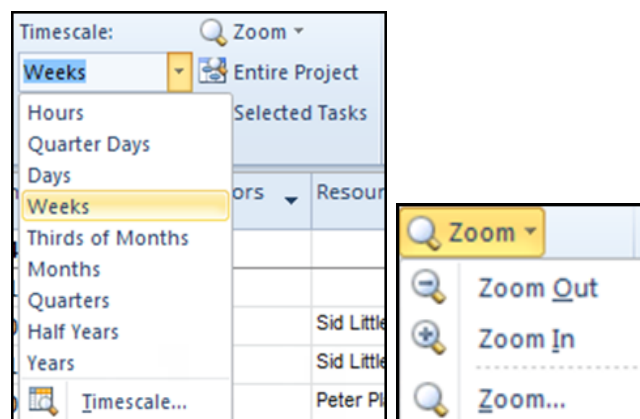 Timescale: Zoom
Weeks Entire Project
Hours Selected Tasks
Quarter Days
Days
Weeks
Thirds of Months
Months
Quarters
Half Years
Years
Timescale...
ors Resour
Sid Little
Sid Little
Peter Pl
Zoom
Zoom Out
Zoom In
Zoom...